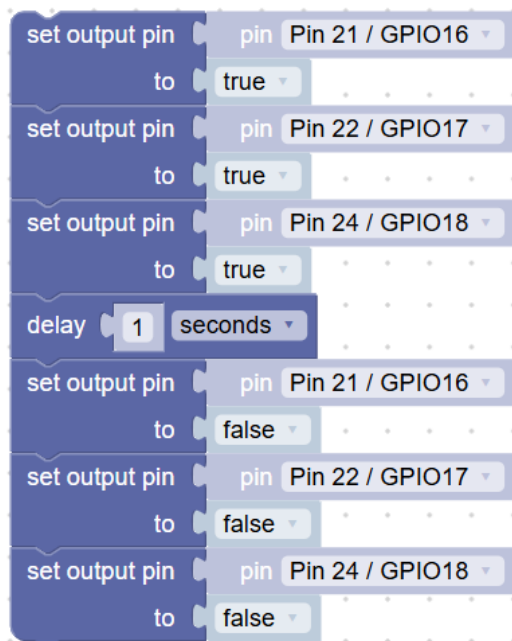 set output pin pin Pin 21 / GPIO16
to true
set output pin pin Pin 22 / GPIO17
to true
set output pin pin Pin 24 / GPIO18
to true
delay 1 seconds
set output pin pin Pin 21 / GPIO16
to false
set output pin pin Pin 22 / GPIO17
to false
set output pin pin Pin 24 / GPIO18
to false